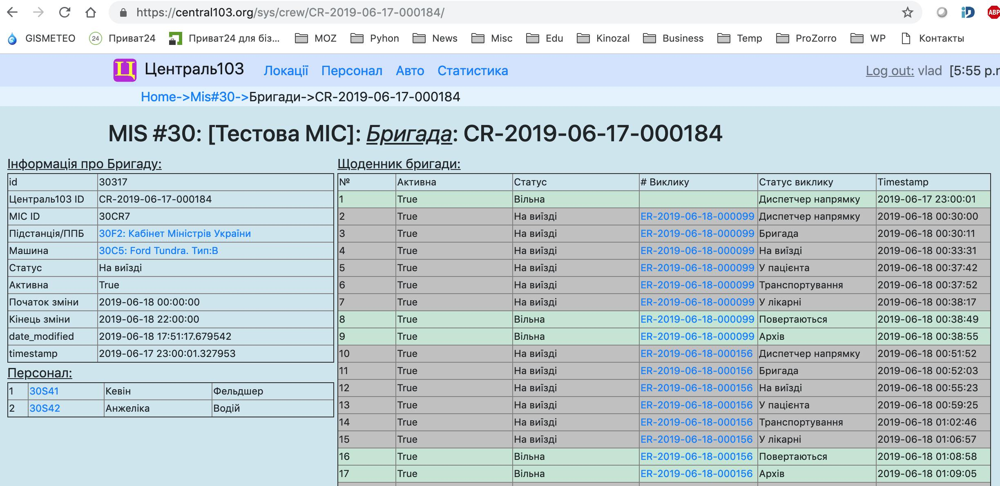 https://central103.org/sys/crew/CR-2019-06-17-000184/
ABP
GISMETEO 24 Приват24 Приват24 для біз... MOZ Pyhon News Misc Edu Kinozal Business Temp ProZorro WP Контакты
Ц Централь103 Локації Персонал Авто Статистика Log out: vlad [5:55 p.
Home->Mis#30->Бригади->CR-2019-06-17-000184
MIS #30: [Тестова МІС]: Бригада: CR-2019-06-17-000184
Інформація про Бригаду:
id 30317
Централь103 ID CR-2019-06-17-000184
МІС ID 30CR7
Підстанція/ППБ 30F2: Кабінет Міністрів України
Машина 30C5: Ford Tundra. Тип:B
Статус На виїзді
Активна True
Початок зміни 2019-06-18 00:00:00
Кінець зміни 2019-06-18 22:00:00
date_modified 2019-06-18 17:51:17.679542
timestamp 2019-06-17 23:00:01.327953
Персонал:
1 30S41 Кевін Фельдшер
2 30S42 Анжеліка Водій
Щоденник бригади:
№ Активна Статус # Виклику Статус виклику Timestamp
1 True Вільна Диспетчер напрямку 2019-06-17 23:00:01
2 True На виїзді ER-2019-06-18-000099 Диспетчер напрямку 2019-06-18 00:30:00
3 True На виїзді ER-2019-06-18-000099 Бригада 2019-06-18 00:30:11
4 True На виїзді ER-2019-06-18-000099 На виїзді 2019-06-18 00:33:31
5 True На виїзді ER-2019-06-18-000099 У пацієнта 2019-06-18 00:37:42
6 True На виїзді ER-2019-06-18-000099 Транспортування 2019-06-18 00:37:52
7 True На виїзді ER-2019-06-18-000099 У лікарні 2019-06-18 00:38:17
8 True Вільна ER-2019-06-18-000099 Повертаються 2019-06-18 00:38:49
9 True Вільна ER-2019-06-18-000099 Архів 2019-06-18 00:38:55
10 True На виїзді ER-2019-06-18-000156 Диспетчер напрямку 2019-06-18 00:51:52
11 True На виїзді ER-2019-06-18-000156 Бригада 2019-06-18 00:52:03
12 True На виїзді ER-2019-06-18-000156 На виїзді 2019-06-18 00:55:23
13 True На виїзді ER-2019-06-18-000156 У пацієнта 2019-06-18 00:59:25
14 True На виїзді ER-2019-06-18-000156 Транспортування 2019-06-18 01:02:46
15 True На виїзді ER-2019-06-18-000156 У лікарні 2019-06-18 01:06:57
16 True Вільна ER-2019-06-18-000156 Повертаються 2019-06-18 01:08:58
17 True Вільна ER-2019-06-18-000156 Архів 2019-06-18 01:09:05